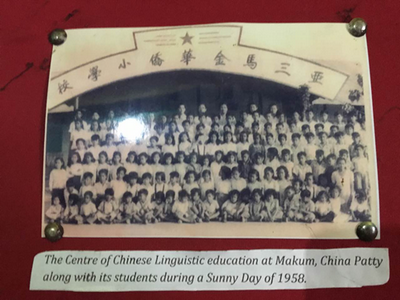 亞三馬金華僑小學校
The Centre of Chinese Linguistic education at Makum, China Patty
along with its students during a Sunny Day of 1958.